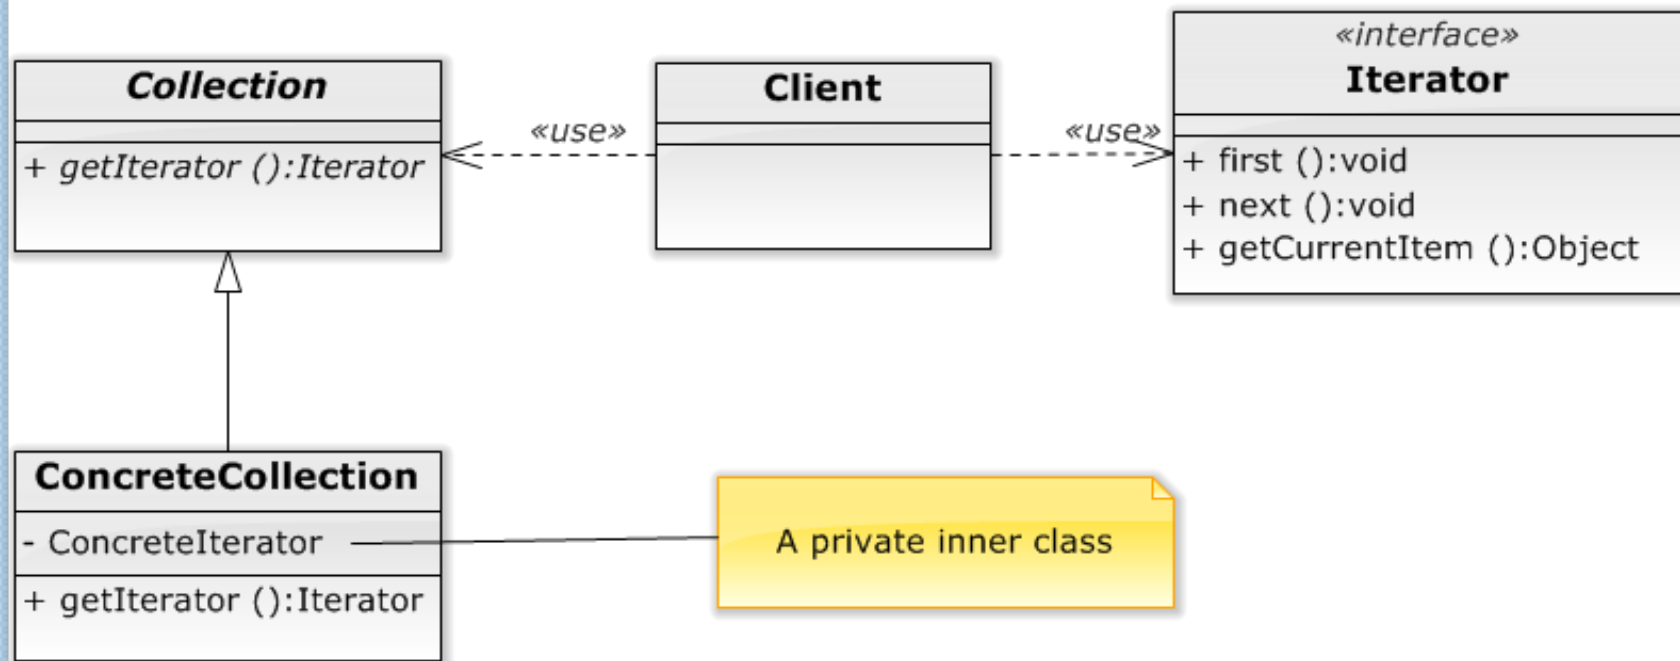 Collection
+ getIterator ():Iterator
«use»
Client
«use»
«interface»
Iterator
+ first ():void
+ next ():void
+ getCurrentItem ():Object
ConcreteCollection
- ConcreteIterator
+ getIterator ():Iterator
A private inner class